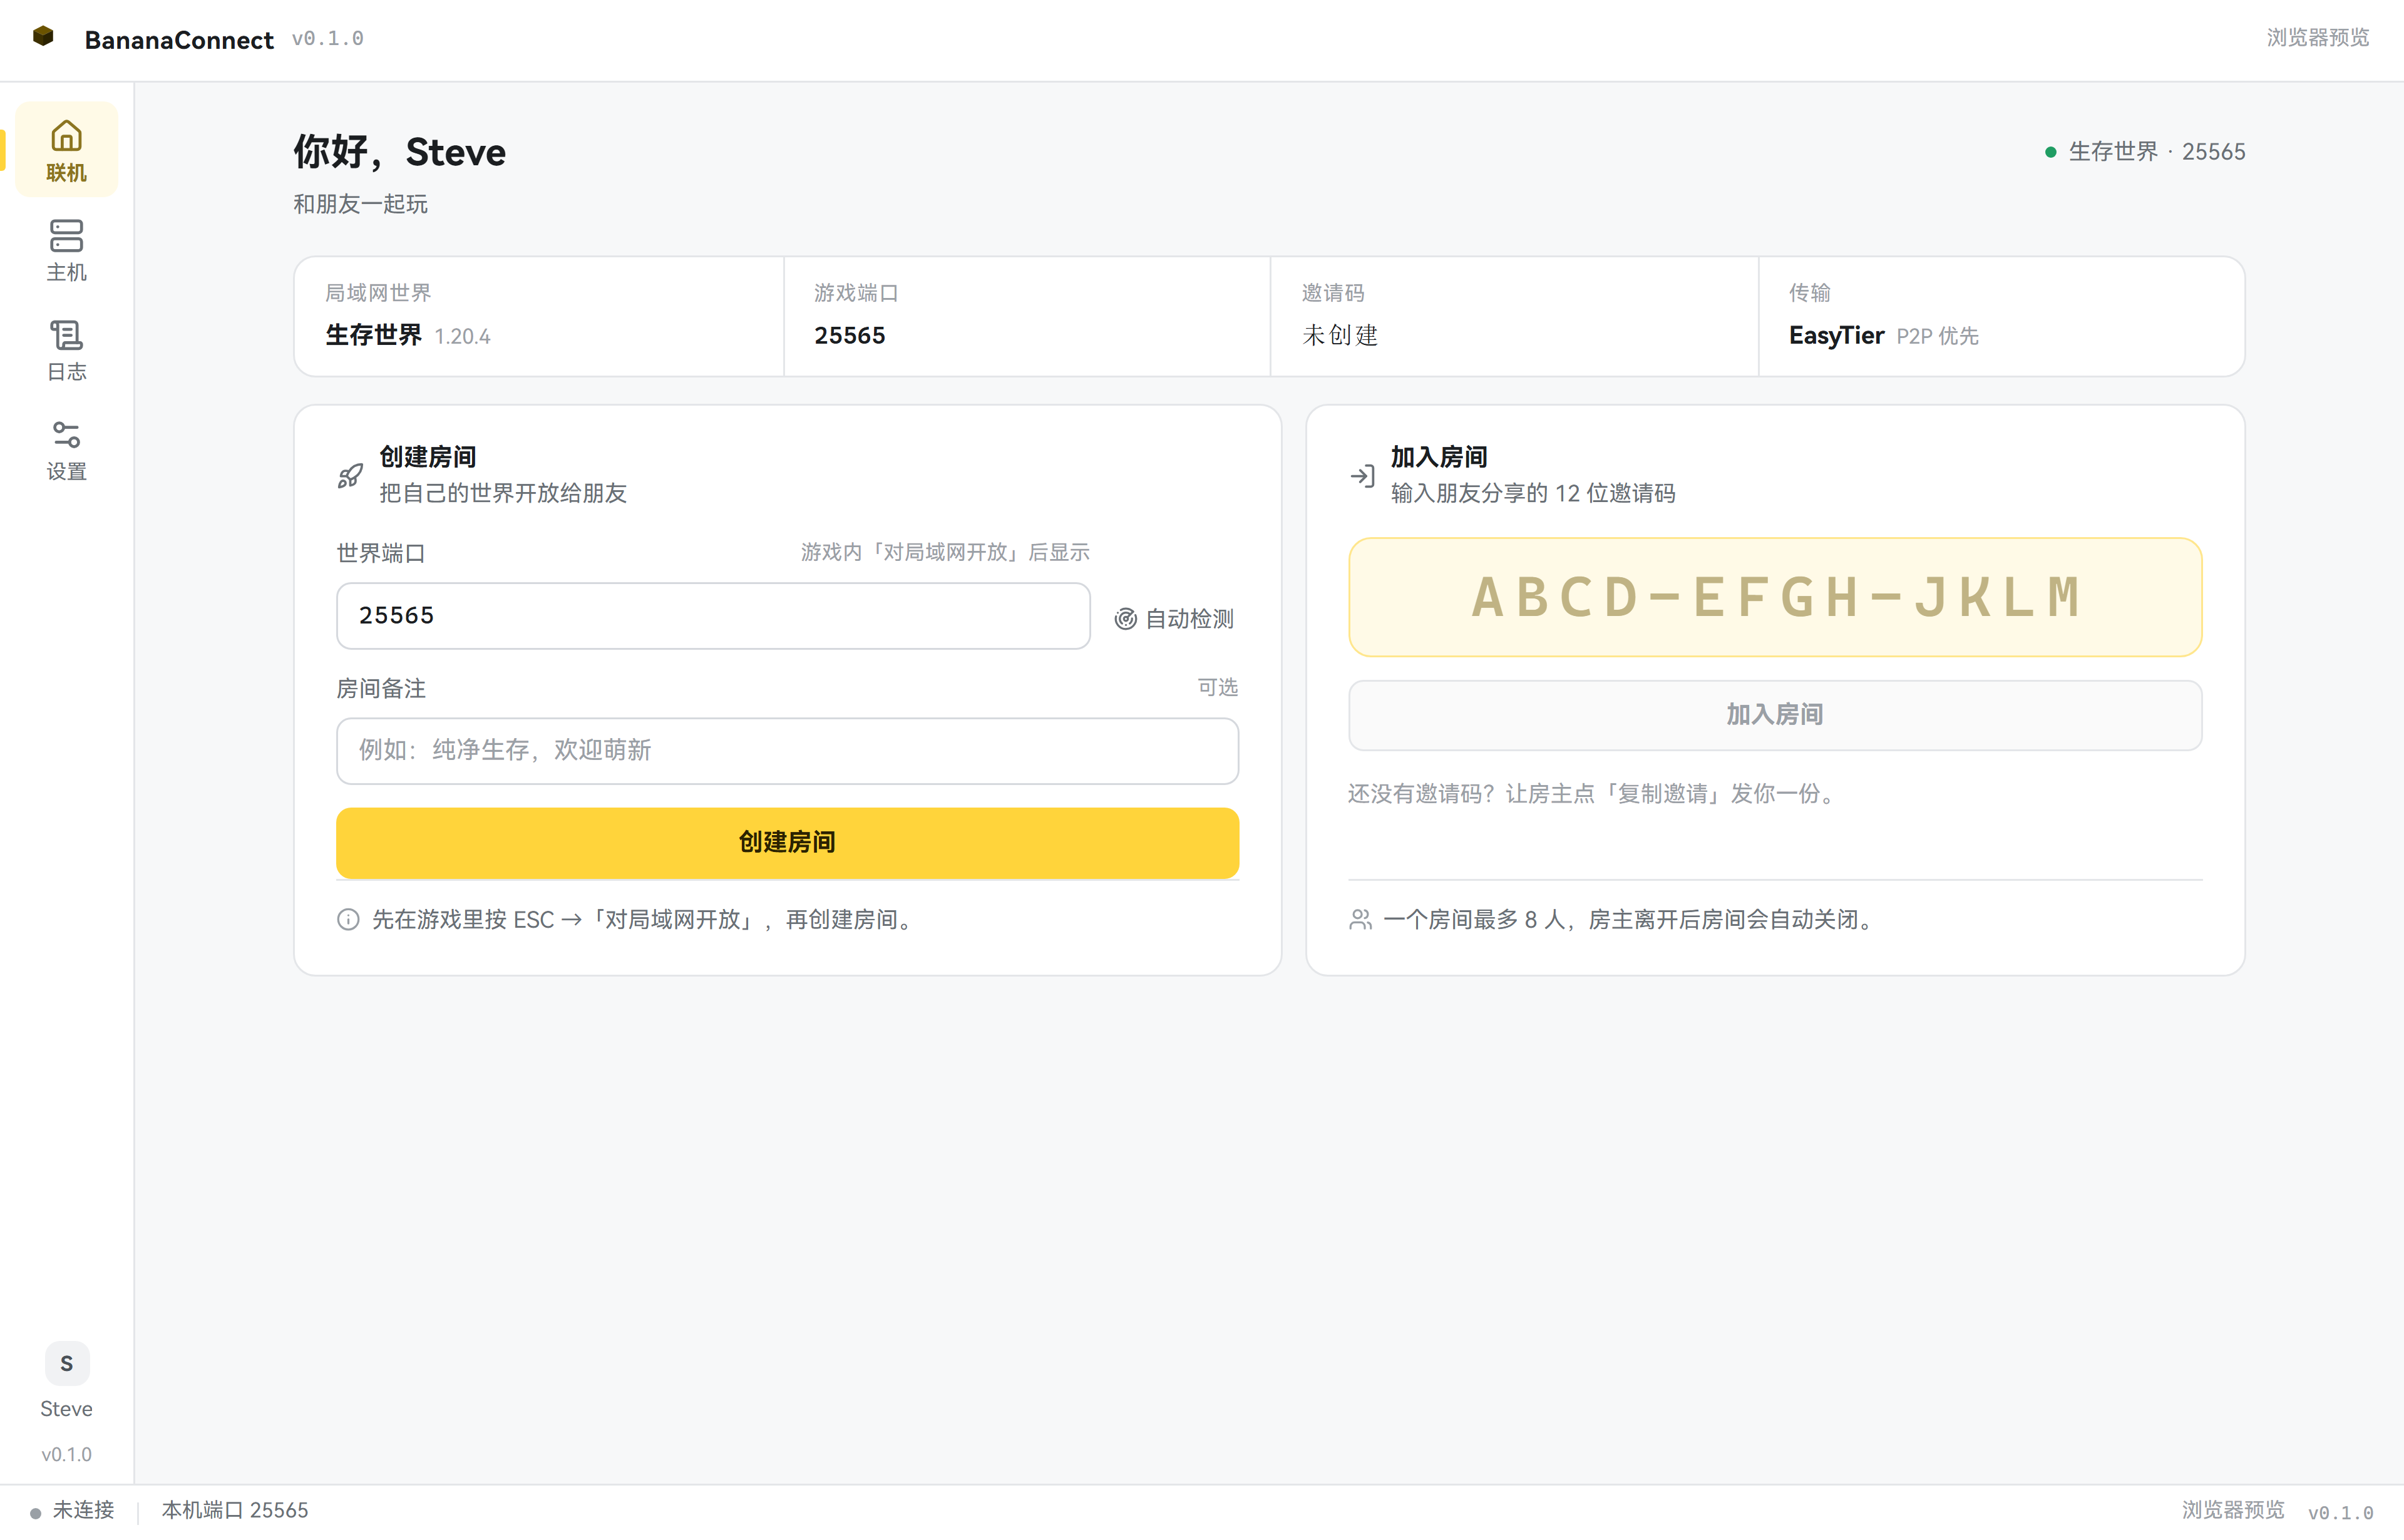 BananaConnect v0.1.0
浏览器预览
联机
主机
日志
设置
S
Steve
v0.1.0
你好，Steve
和朋友一起玩
生存世界 · 25565
局域网世界
生存世界 1.20.4
游戏端口
25565
邀请码
未创建
传输
EasyTier P2P 优先
创建房间
把自己的世界开放给朋友
世界端口
游戏内「对局域网开放」后显示
25565
自动检测
房间备注
可选
例如：纯净生存，欢迎萌新
创建房间
先在游戏里按 ESC →「对局域网开放」，再创建房间。
加入房间
输入朋友分享的 12 位邀请码
ABCD-EFGH-JKLM
加入房间
还没有邀请码？让房主点「复制邀请」发你一份。
一个房间最多 8 人，房主离开后房间会自动关闭。
未连接
本机端口 25565
浏览器预览 v0.1.0